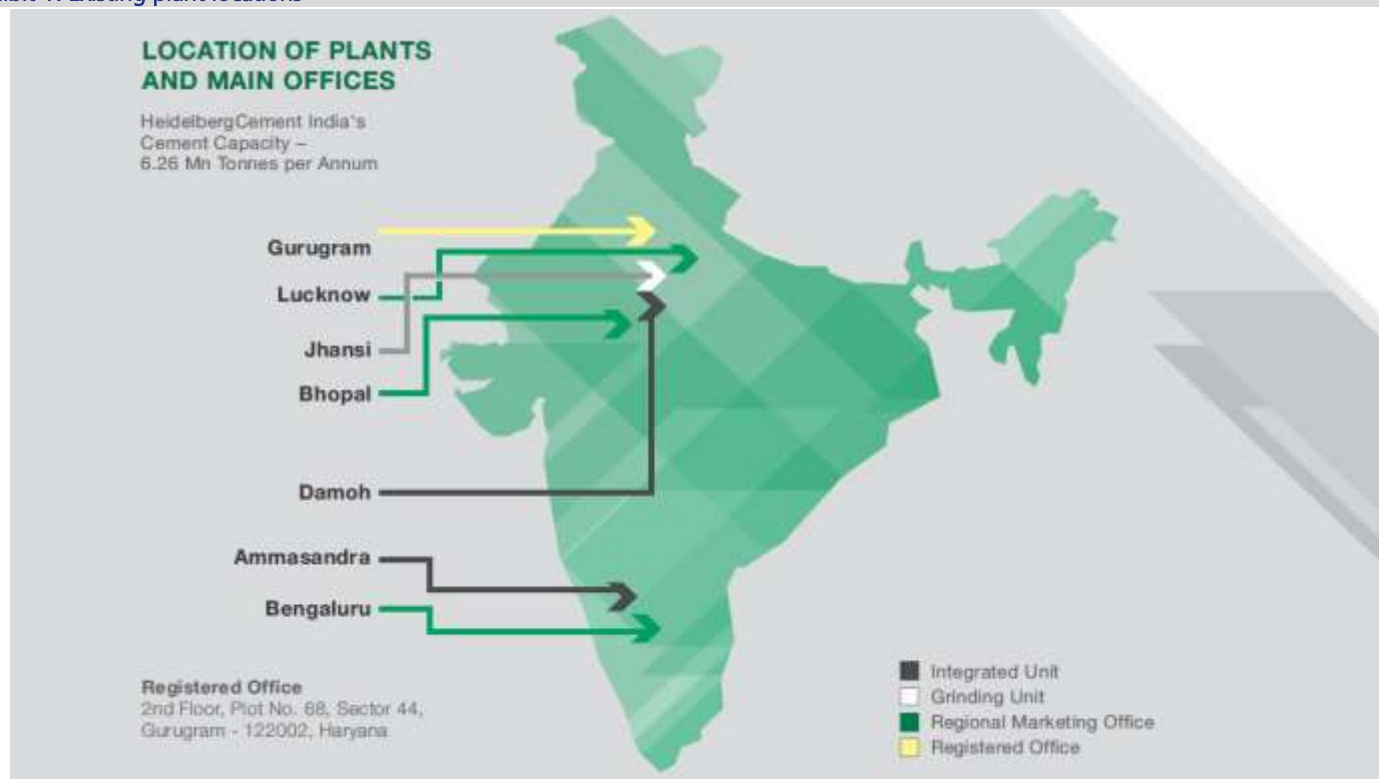 LOCATION OF PLANTS
AND MAIN OFFICES
HeidelbergCement India's
Cement Capacity –
6.26 Mn Tonnes per Annum
Gurugram
Lucknow
Jhansi
Bhopal
Damoh
Ammasandra
Bengaluru
Registered Office
2nd Floor, Plot No. 68, Sector 44,
Gurugram - 122002, Haryana
Integrated Unit
Grinding Unit
Regional Marketing Office
Registered Office